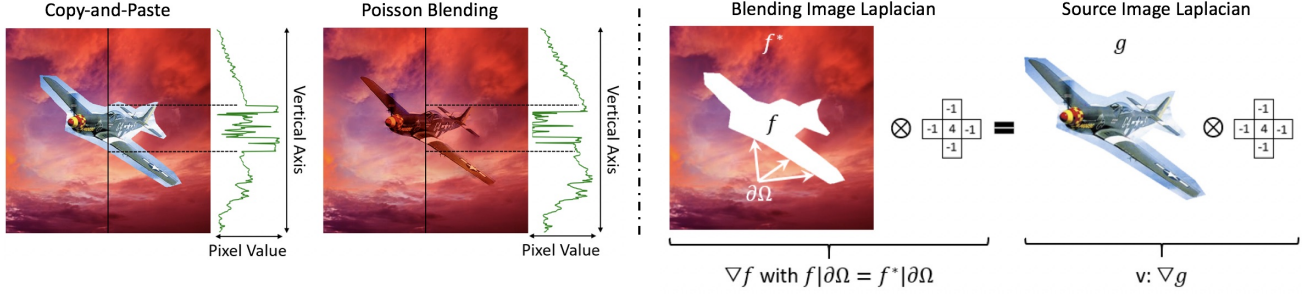 Copy-and-Paste
Poisson Blending
Blending Image Laplacian
Source Image Laplacian
Vertical Axis
Pixel Value
Vertical Axis
Pixel Value
f*
f
∂Ω
⊗
-1
-1 4 -1
-1
=
g
⊗
-1
-1 4 -1
-1
∇f with f|∂Ω = f*|∂Ω
v: ∇g